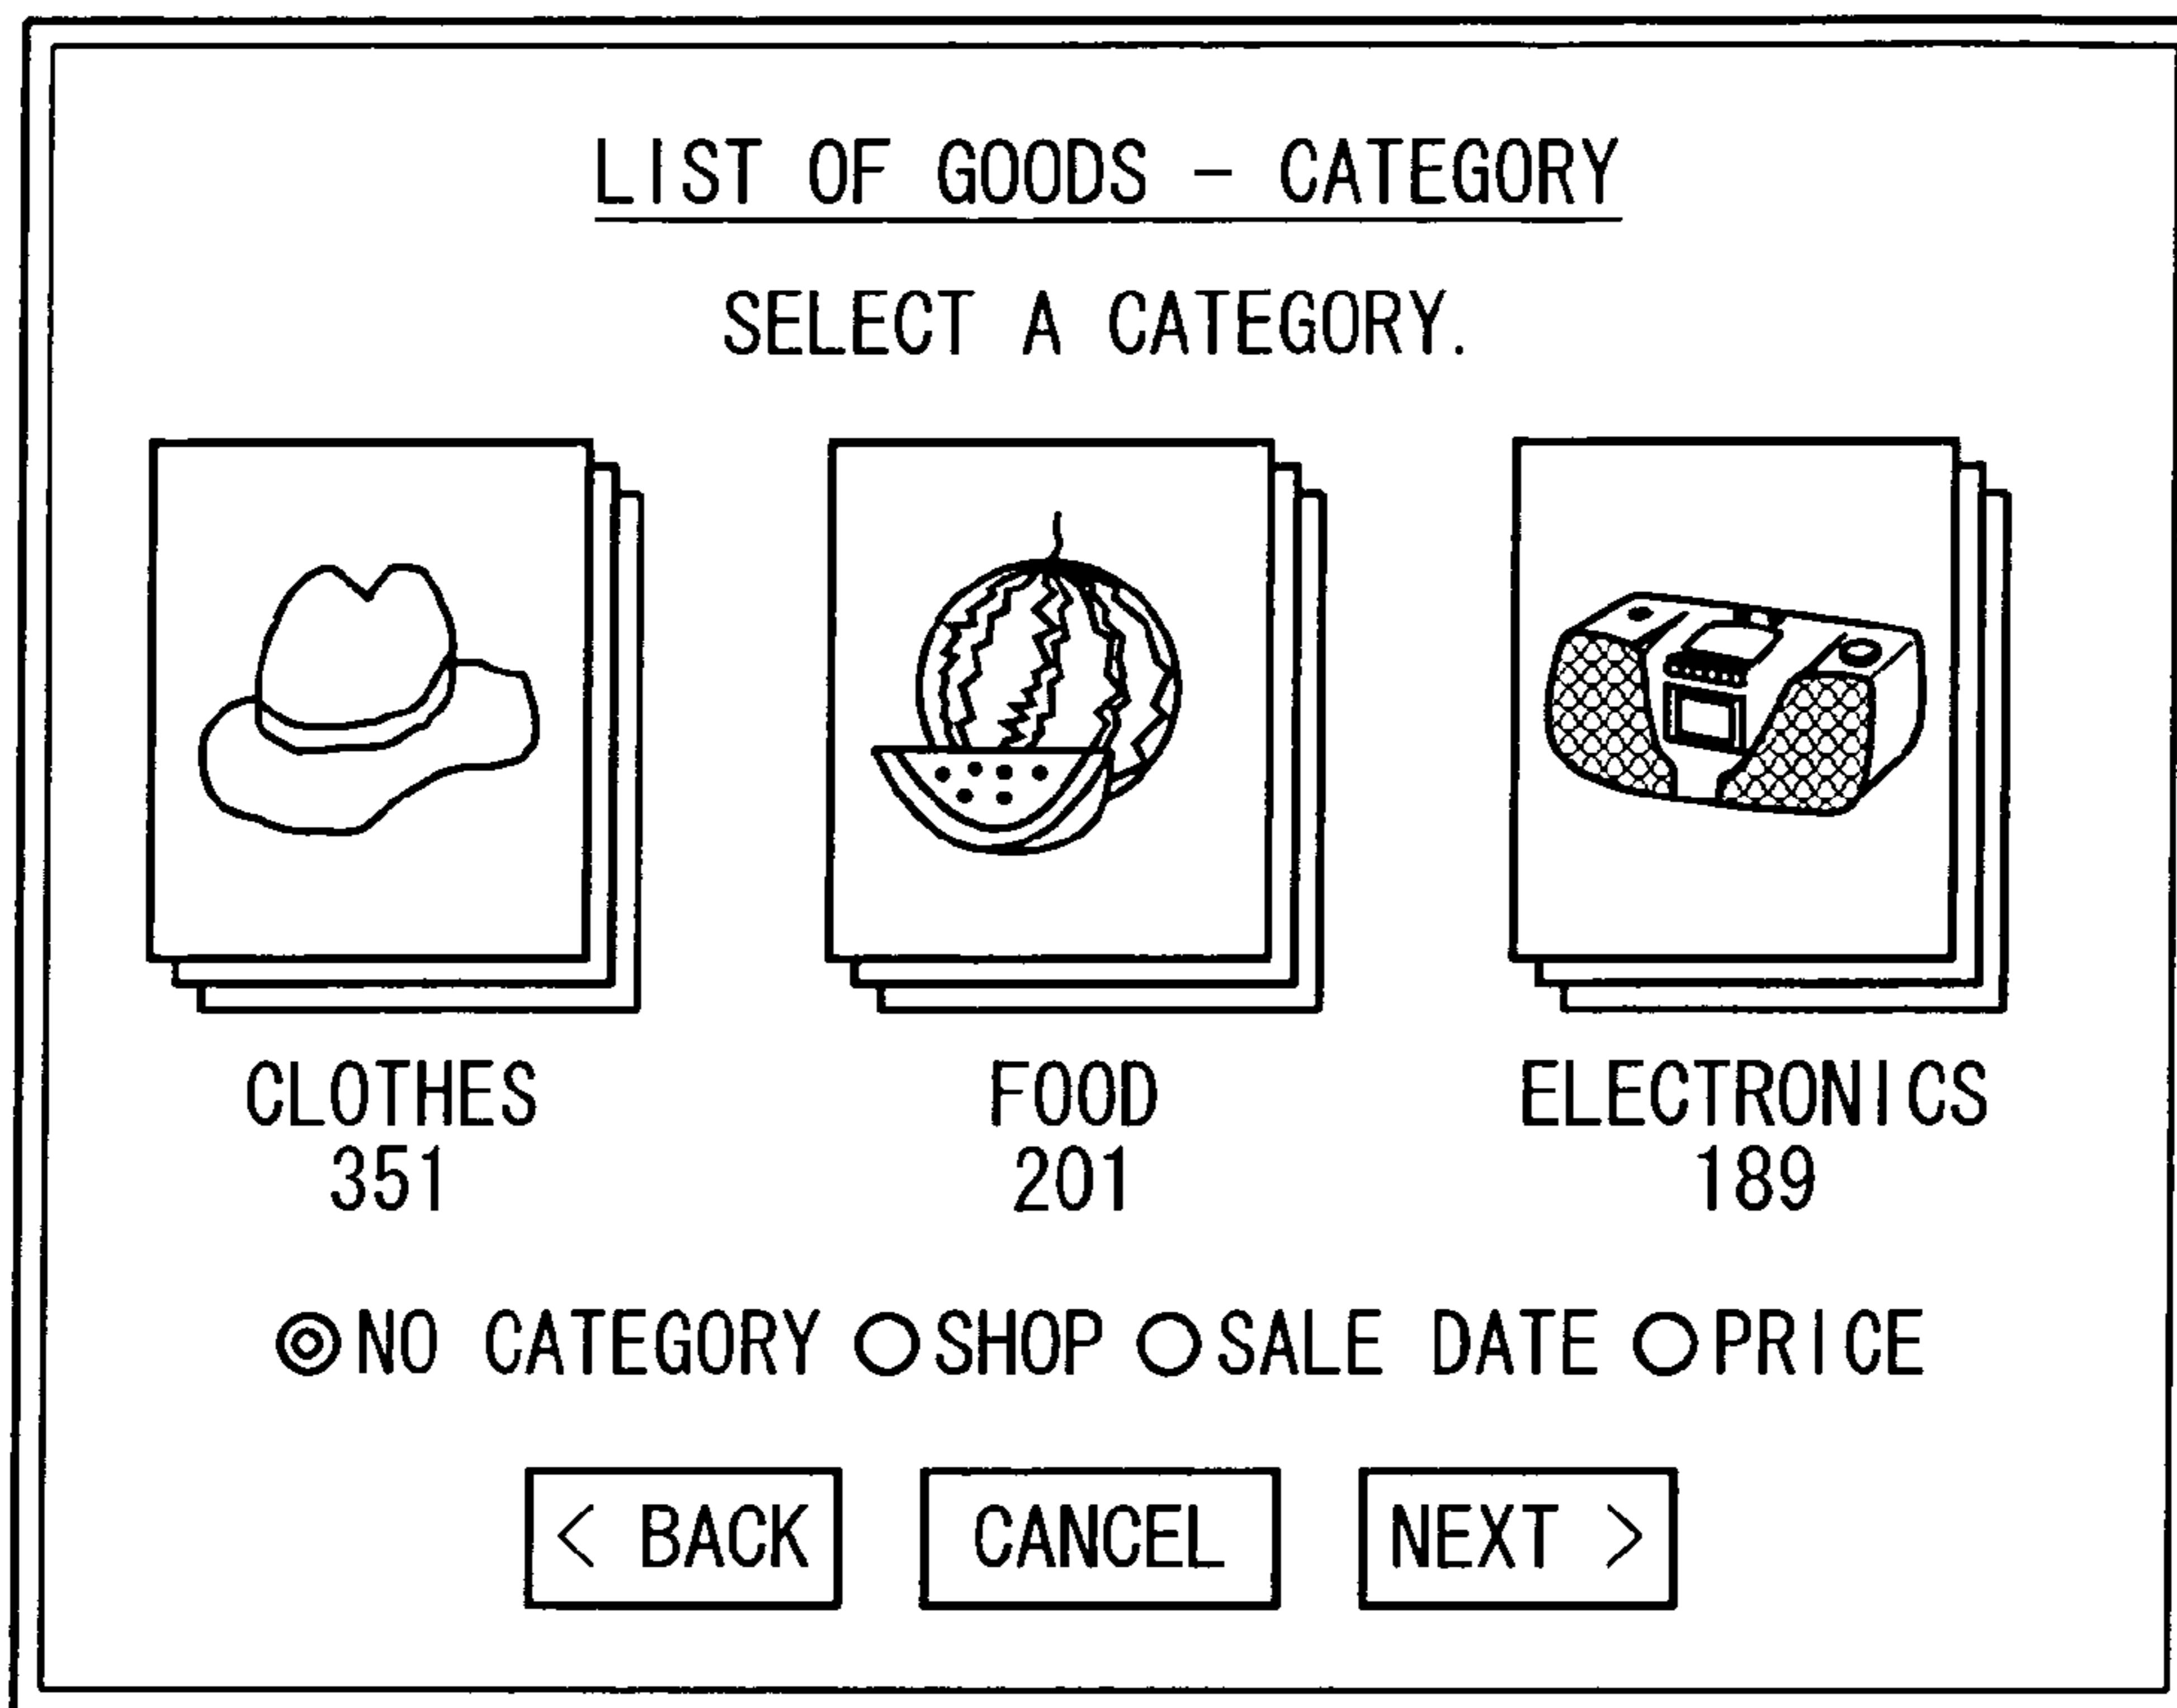 LIST OF GOODS – CATEGORY
SELECT A CATEGORY.
CLOTHES FOOD ELECTRONICS
351 201 189
◎NO CATEGORY ○SHOP ○SALE DATE ○PRICE
< BACK CANCEL NEXT >